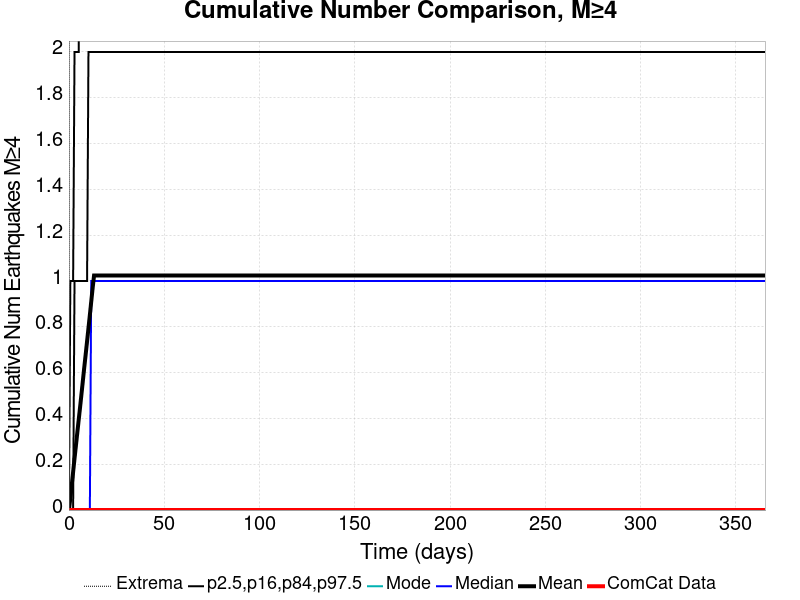 Cumulative Number Comparison, M≥4
Cumulative Num Earthquakes M≥4
2
1.8
1.6
1.4
1.2
1
0.8
0.6
0.4
0.2
0
0 50 100 150 200 250 300 350
Time (days)
Extrema p2.5,p16,p84,p97.5 Mode Median Mean ComCat Data